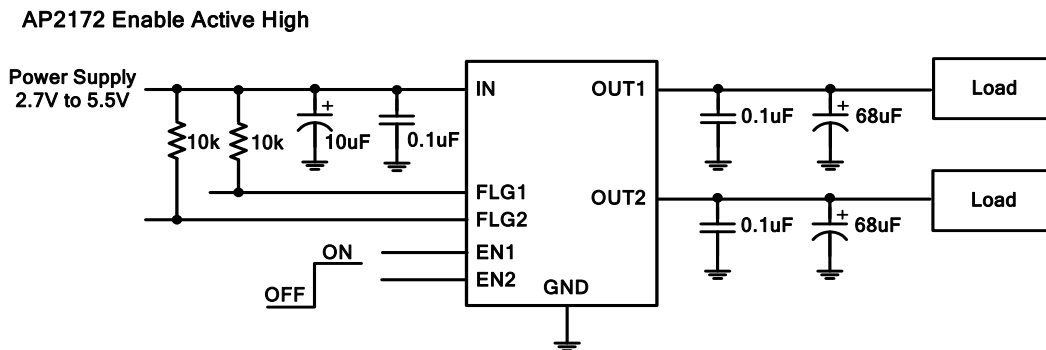 AP2172 Enable Active High
Power Supply
2.7V to 5.5V
IN
OUT1
Load
10k
10k
+
10uF
0.1uF
0.1uF
+
68uF
FLG1
FLG2
OUT2
Load
0.1uF
+
68uF
ON
EN1
OFF
EN2
GND